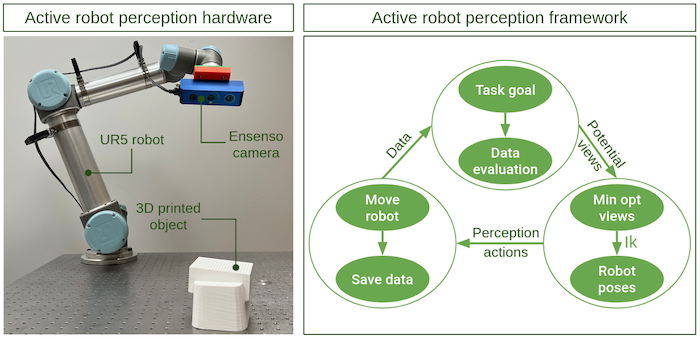 Active robot perception hardware
Active robot perception framework
UR5 robot
Ensenso
camera
3D printed
object
Task goal
Data
evaluation
Data
Potential
views
Move
robot
Save data
Perception
actions
Min opt
views
Ik
Robot
poses